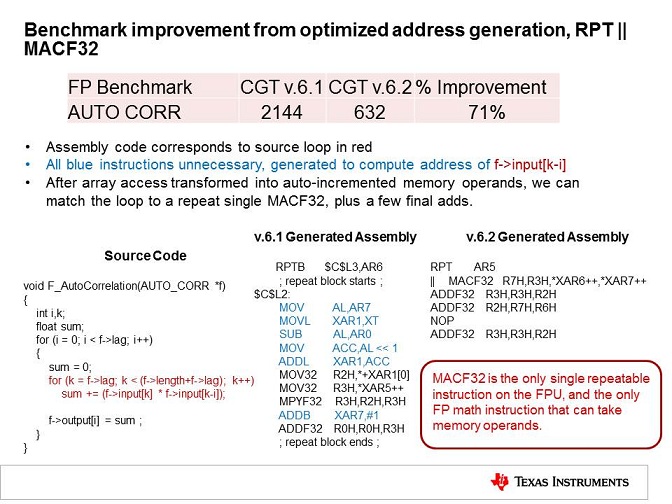 Benchmark improvement from optimized address generation, RPT ||
MACF32
FP Benchmark CGT v.6.1 CGT v.6.2 % Improvement
AUTO CORR 2144 632 71%
• Assembly code corresponds to source loop in red
• All blue instructions unnecessary, generated to compute address of f->input[k-i]
• After array access transformed into auto-incremented memory operands, we can
match the loop to a repeat single MACF32, plus a few final adds.
Source Code
void F_AutoCorrelation(AUTO_CORR *f)
{
int i,k;
float sum;
for (i = 0; i < f->lag; i++)
{
sum = 0;
for (k = f->lag; k < (f->length+f->lag); k++)
sum += (f->input[k] * f->input[k-i]);
f->output[i] = sum ;
}
}
v.6.1 Generated Assembly
RPTB $C$L3,AR6
; repeat block starts ;
$C$L2:
MOV AL,AR7
MOVL XAR1,XT
SUB AL,AR0
MOV ACC,AL << 1
ADDL XAR1,ACC
MOV32 R2H,*+XAR1[0]
MOV32 R3H,*XAR5++
MPYF32 R3H,R2H,R3H
ADDB XAR7,#1
ADDF32 R0H,R0H,R3H
; repeat block ends ;
v.6.2 Generated Assembly
RPT AR5
|| MACF32 R7H,R3H,*XAR6++,*XAR7++
ADDF32 R3H,R3H,R2H
ADDF32 R2H,R7H,R6H
NOP
ADDF32 R3H,R3H,R2H
MACF32 is the only single repeatable
instruction on the FPU, and the only
FP math instruction that can take
memory operands.
TEXAS INSTRUMENTS